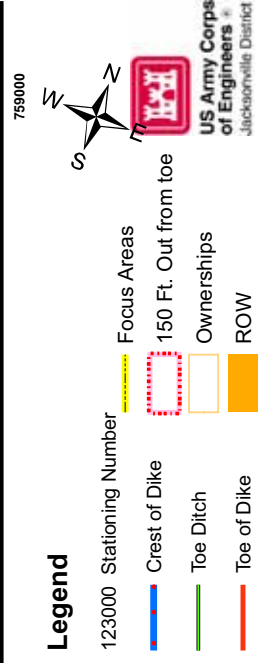 Legend
123000 Stationing Number
Crest of Dike
Toe Ditch
Toe of Dike
Focus Areas
150 Ft. Out from toe
Ownerships
ROW
759000
N
W
E
S
US Army Corps
of Engineers ®
Jacksonville District